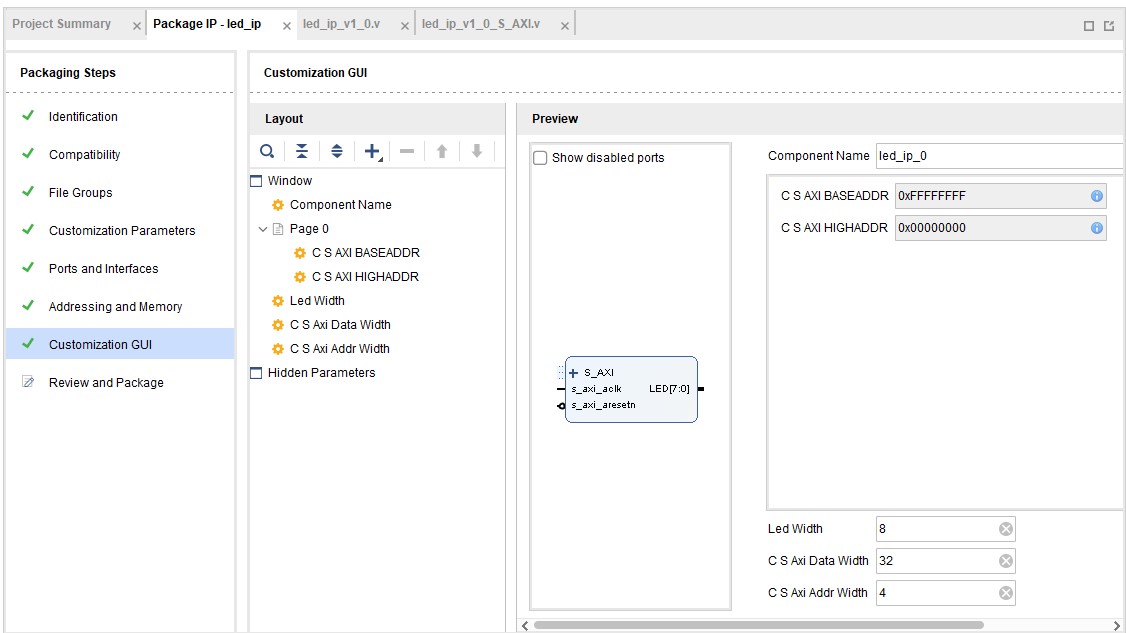 Project Summary
Package IP - led_ip
led_ip_v1_0.v
led_ip_v1_0_S_AXI.v
Packaging Steps
Identification
Compatibility
File Groups
Customization Parameters
Ports and Interfaces
Addressing and Memory
Customization GUI
Review and Package
Customization GUI
Layout
Window
Component Name
Page 0
C S AXI BASEADDR
C S AXI HIGHADDR
Led Width
C S Axi Data Width
C S Axi Addr Width
Hidden Parameters
Preview
Show disabled ports
S_AXI
s_axi_aclk LED[7:0]
s_axi_aresetn
Component Name led_ip_0
C S AXI BASEADDR 0xFFFFFFFF
C S AXI HIGHADDR 0x00000000
Led Width 8
C S Axi Data Width 32
C S Axi Addr Width 4